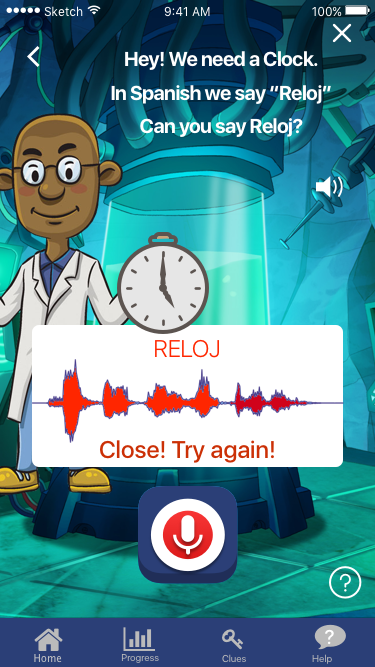 Sketch 9:41 AM 100%
Hey! We need a Clock.
In Spanish we say “Reloj”
Can you say Reloj?
RELOJ
Close! Try again!
?
Home Progress Clues ? Help